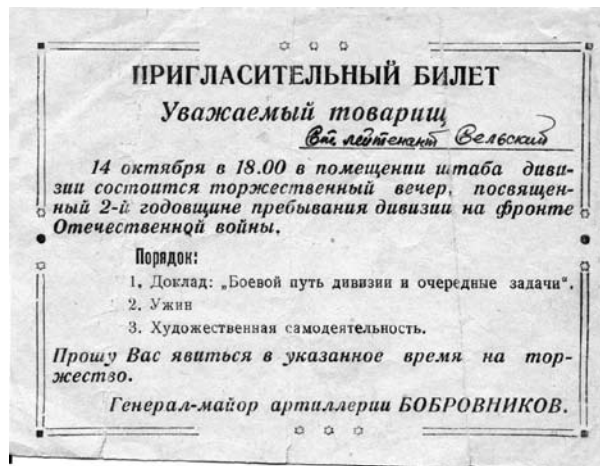 ПРИГЛАСИТЕЛЬНЫЙ БИЛЕТ
Уважаемый товарищ
лейтенант Вельский
14 октября в 18.00 в помещении штаба диви-
зии состоится торжественный вечер, посвящен-
ный 2-й годовщине пребывания дивизии на фронте
Отечественной войны.
Порядок:
1. Доклад: „Боевой путь дивизии и очередные задачи“.
2. Ужин
3. Художественная самодеятельность.
Прошу Вас явиться в указанное время на тор-
жество.
Генерал-майор артиллерии БОБРОВНИКОВ.